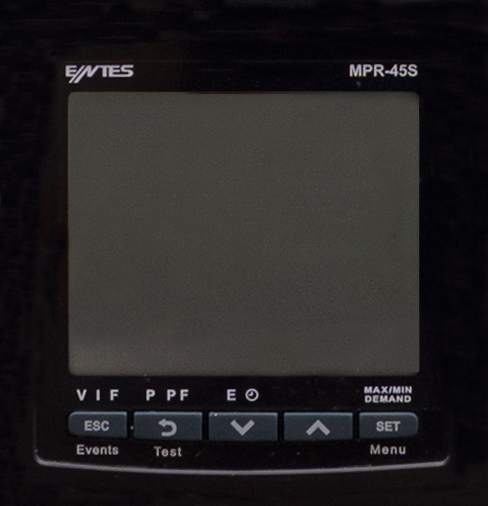 ENTES MPR-45S
V I F P PF E MAX/MIN DEMAND
ESC SET
Events Test Menu